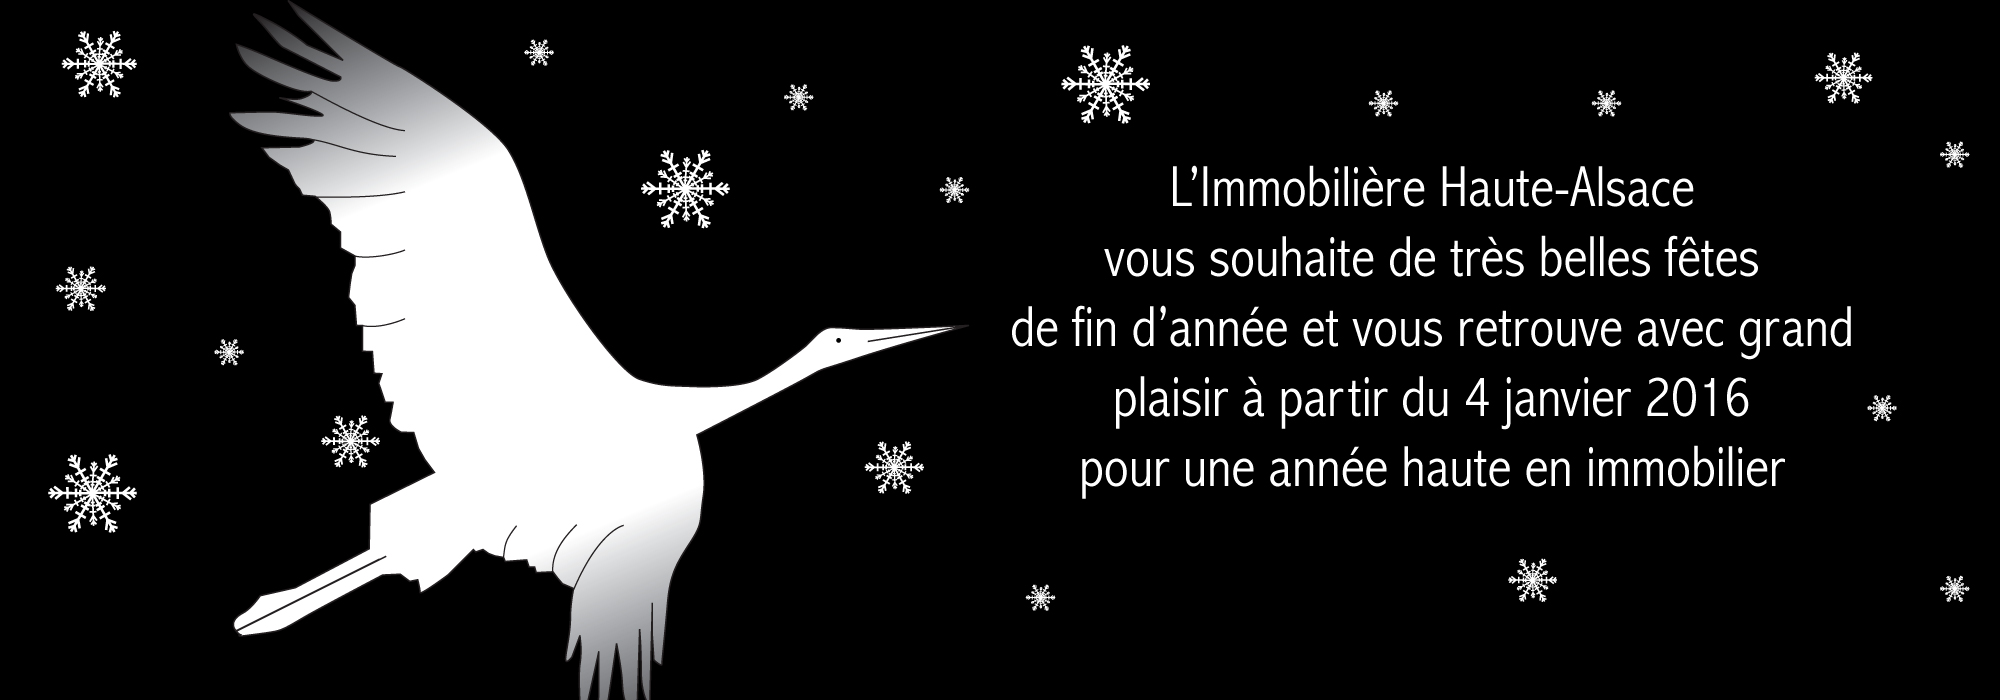 L’Immobilière Haute-Alsace
vous souhaite de très belles fêtes
de fin d’année et vous retrouve avec grand
plaisir à partir du 4 janvier 2016
pour une année haute en immobilier